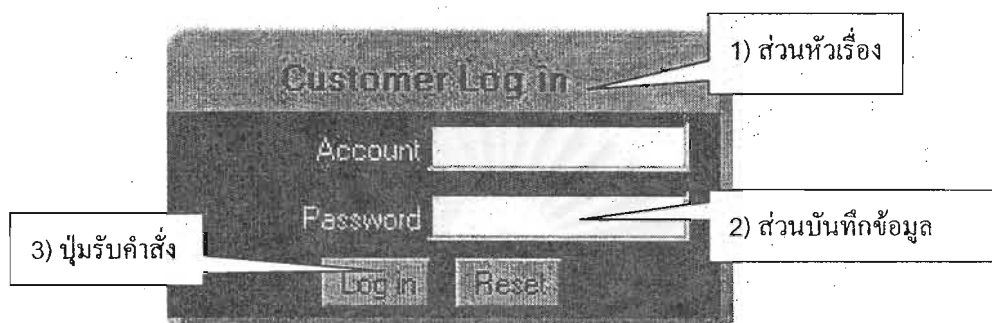 1) ส่วนหัวเรื่อง
Customer Log in
Account
Password
2) ส่วนบันทึกข้อมูล
3) ปุ่มรับคำสั่ง
Log in
Reset